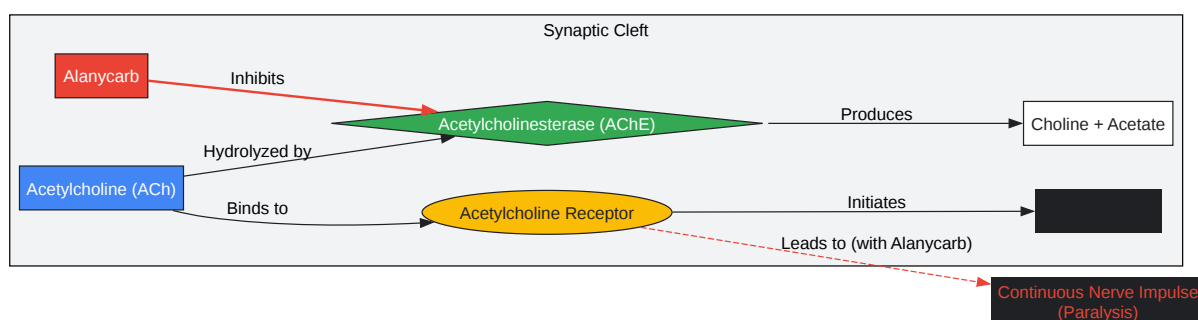 Synaptic Cleft
Alanycarb
Inhibits
Acetylcholinesterase (AChE)
Produces
Choline + Acetate
Hydrolyzed by
Acetylcholine (ACh)
Binds to
Acetylcholine Receptor
Initiates
Leads to (with Alanycarb)
Continuous Nerve Impulse
(Paralysis)